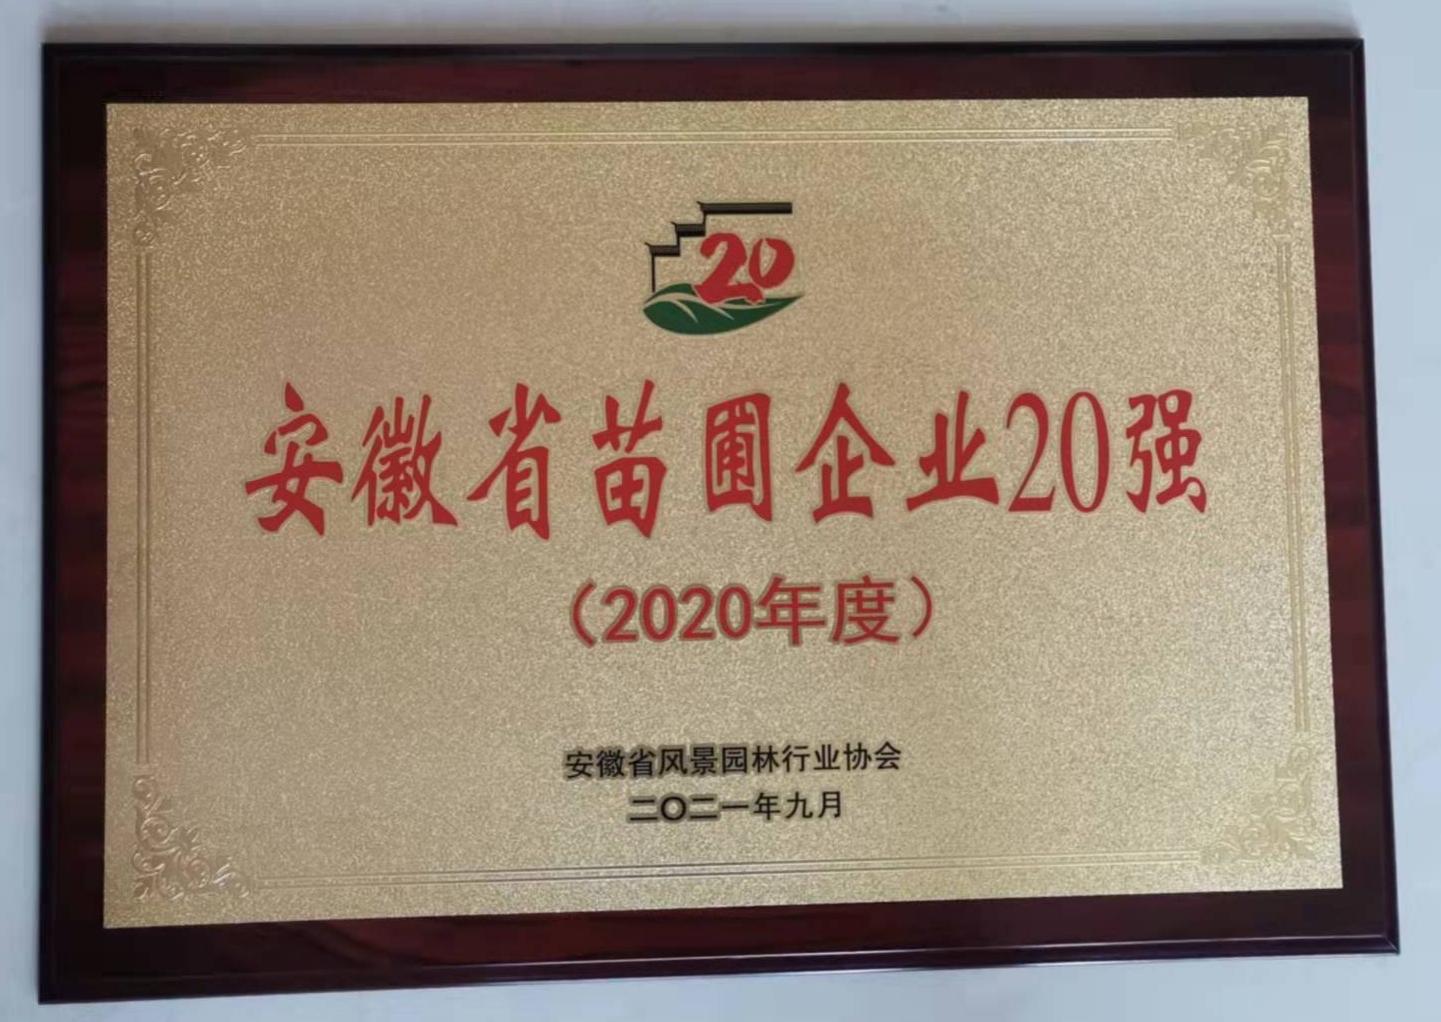 20
安徽省苗圃企业20强
（2020年度）
安徽省风景园林行业协会
二〇二一年九月